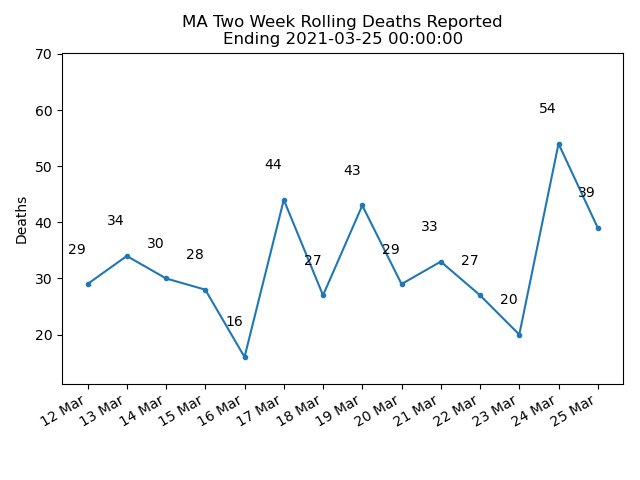 MA Two Week Rolling Deaths Reported
Ending 2021-03-25 00:00:00
70
60
50
40
30
20
Deaths
29
34
30
28
16
44
27
43
29
33
27
20
54
39
12 Mar
13 Mar
14 Mar
15 Mar
16 Mar
17 Mar
18 Mar
19 Mar
20 Mar
21 Mar
22 Mar
23 Mar
24 Mar
25 Mar